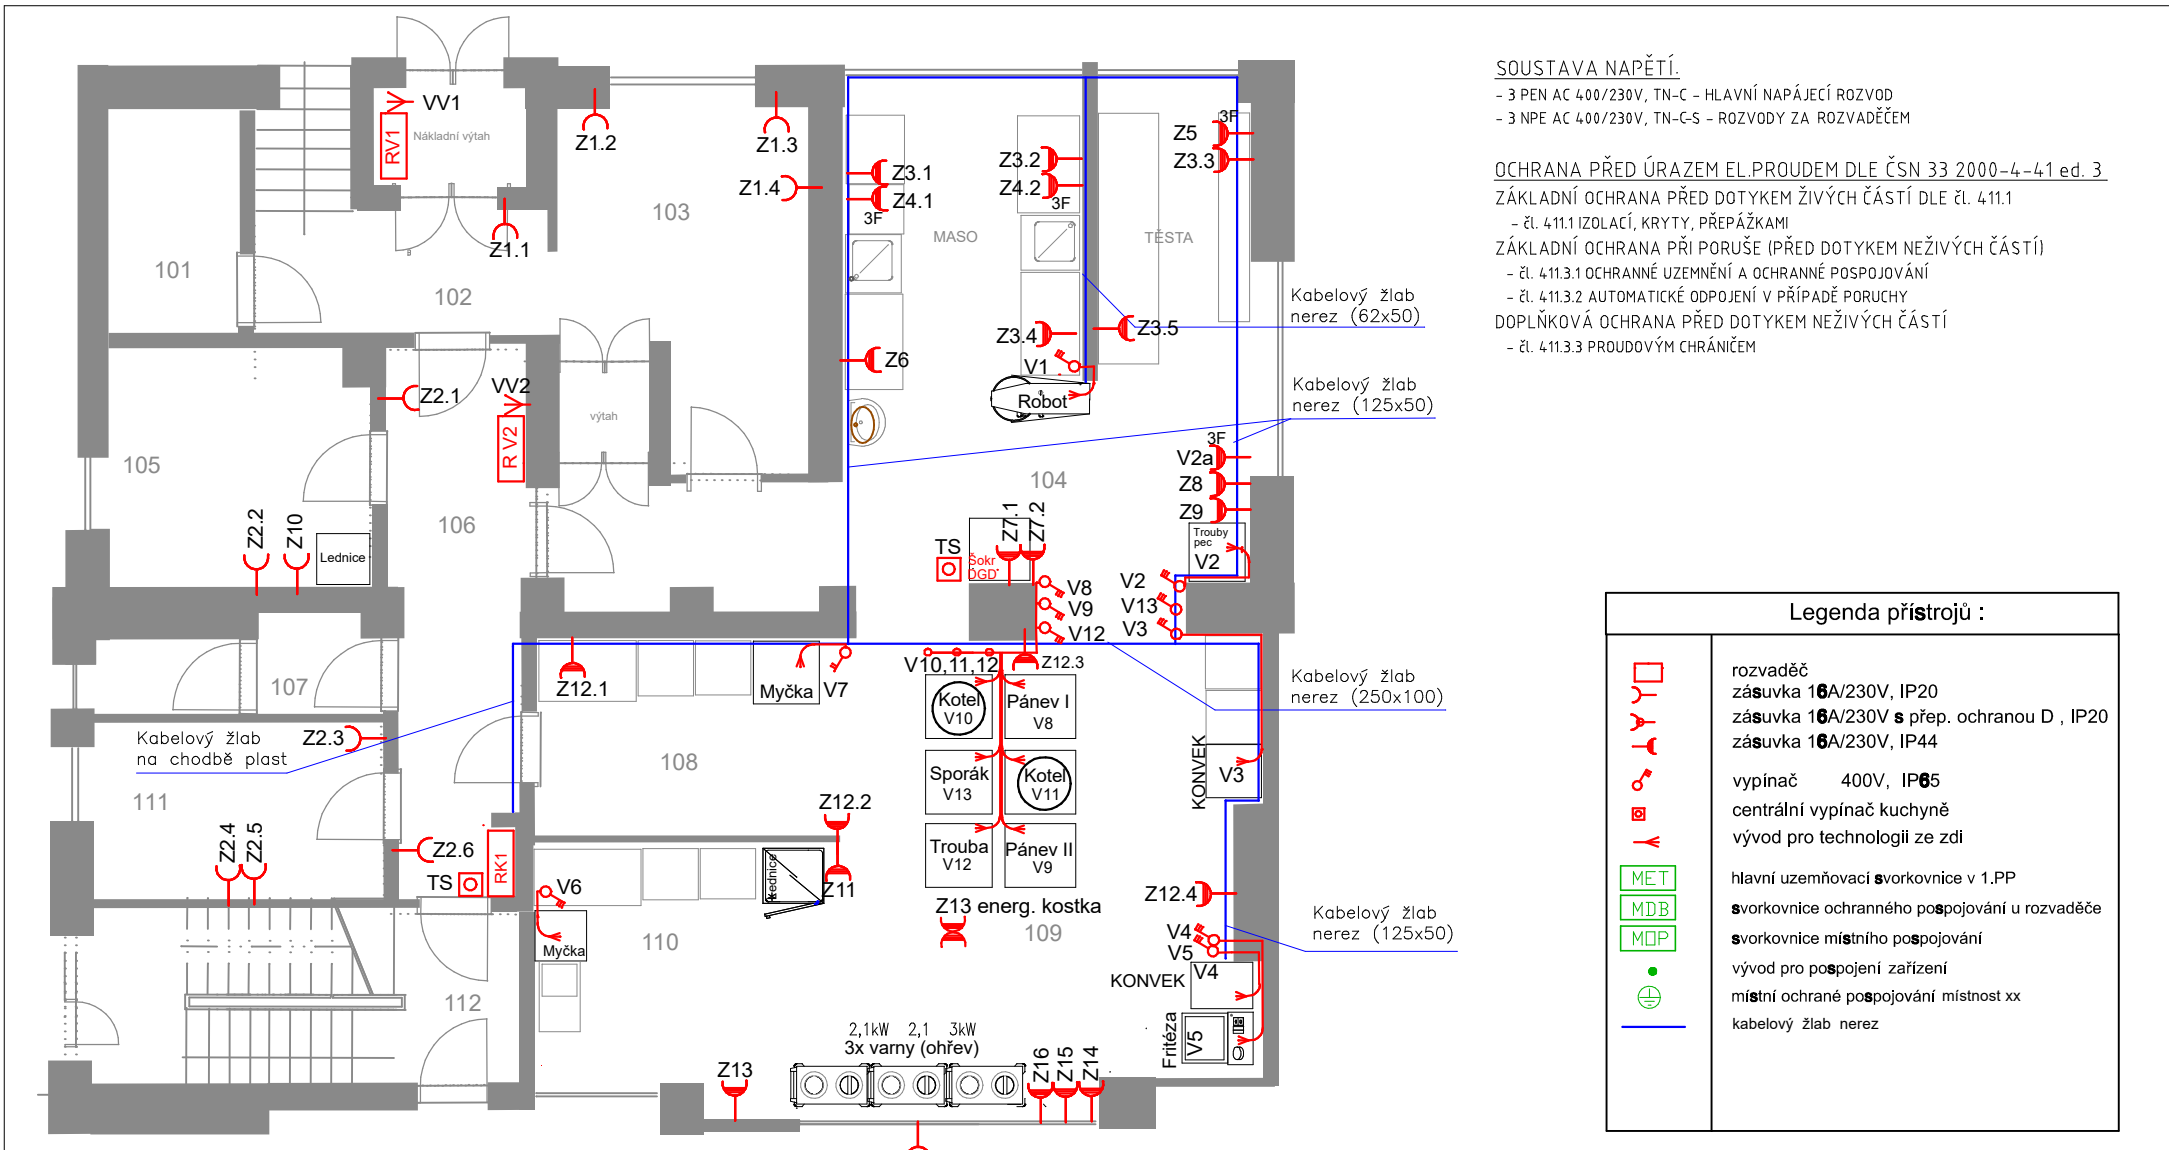 SOUSTAVA NAPĚTÍ.
- 3 PEN AC 400/230V, TN-C - HLAVNÍ NAPÁJECÍ ROZVOD
- 3 NPE AC 400/230V, TN-C-S - ROZVODY ZA ROZVADĚČEM
OCHRANA PŘED ÚRAZEM EL.PROUDEM DLE ČSN 33 2000-4-41 ed. 3
ZÁKLADNÍ OCHRANA PŘED DOTYKEM ŽIVÝCH ČÁSTÍ DLE čl. 411.1
- čl. 411.1 IZOLACÍ, KRYTY, PŘEPÁŽKAMI
ZÁKLADNÍ OCHRANA PŘI PORUŠE (PŘED DOTYKEM NEŽIVÝCH ČÁSTÍ)
- čl. 411.3.1 OCHRANNÉ UZEMNĚNÍ A OCHRANNÉ POSPOJOVÁNÍ
- čl. 411.3.2 AUTOMATICKÉ ODPOJENÍ V PŘÍPADĚ PORUCHY
DOPLŇKOVÁ OCHRANA PŘED DOTYKEM NEŽIVÝCH ČÁSTÍ
- čl. 411.3.3 PROUDOVÝM CHRÁNIČEM
VV1
RV1
Nákladní výtah
Z1.2
Z1.3
Z1.4
Z1.1
101
102
103
Z3.1
Z4.1
3F
MASO
Z3.2
Z4.2
3F
TĚSTA
3F
Z5
Z3.3
Kabelový žlab
nerez (62x50)
Z3.4
Z3.5
Z6
V1
Robot
Kabelový žlab
nerez (125x50)
Z2.1
VV2
R V2
výtah
105
106
104
3F
V2a
Z8
Z9
Trouby
pec
V2
Z2.2
Z10
Lednice
TS
Šokr
OGD
Z7.1
Z7.2
V8
V9
V12
V2
V13
V3
107
Z12.1
Myčka
V7
V10,11,12
Z12.3
Kabelový žlab
nerez (250x100)
Kotel
V10
Pánev I
V8
Sporák
V13
Kotel
V11
Trouba
V12
Pánev II
V9
KONVEK
V3
Kabelový žlab
na chodbě plast
Z2.3
108
111
Z12.2
Z11
Lednice
Z2.4
Z2.5
Z2.6
TS
RK1
V6
Myčka
110
Z13 energ. kostka
109
Z12.4
V4
V5
V4
KONVEK
Kabelový žlab
nerez (125x50)
112
Fritéza
V5
2,1kW 2,1 3kW
3x varny (ohřev)
Z13
Z16
Z15
Z14
Legenda přístrojů :
rozvaděč
zásuvka 16A/230V, IP20
zásuvka 16A/230V s přep. ochranou D , IP20
zásuvka 16A/230V, IP44
vypínač 400V, IP65
centrální vypínač kuchyně
vývod pro technologii ze zdi
MET hlavní uzemňovací svorkovnice v 1.PP
MDB svorkovnice ochranného pospojování u rozvaděče
MOP svorkovnice místního pospojování
vývod pro pospojení zařízení
místní ochrané pospojování místnost xx
kabelový žlab nerez